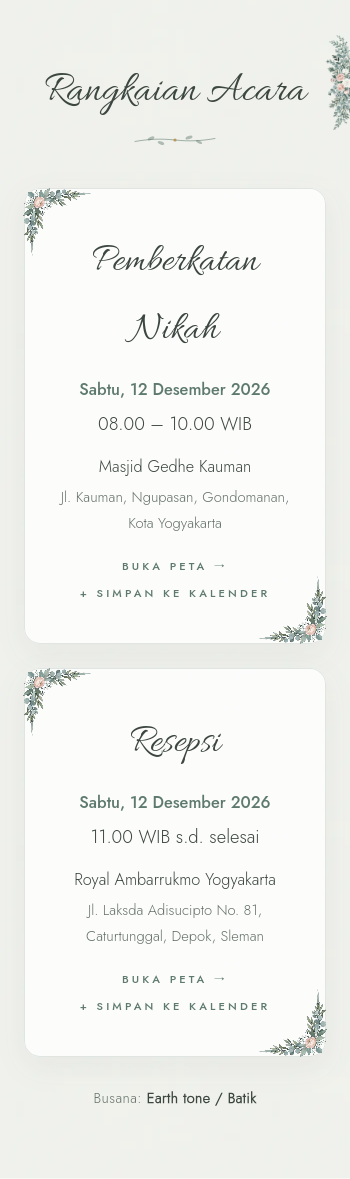 Rangkaian Acara
Pemberkatan
Nikah
Sabtu, 12 Desember 2026
08.00 – 10.00 WIB
Masjid Gedhe Kauman
Jl. Kauman, Ngupasan, Gondomanan,
Kota Yogyakarta
BUKA PETA →
+ SIMPAN KE KALENDER
Resepsi
Sabtu, 12 Desember 2026
11.00 WIB s.d. selesai
Royal Ambarrukmo Yogyakarta
Jl. Laksda Adisucipto No. 81,
Caturtunggal, Depok, Sleman
BUKA PETA →
+ SIMPAN KE KALENDER
Busana: Earth tone / Batik